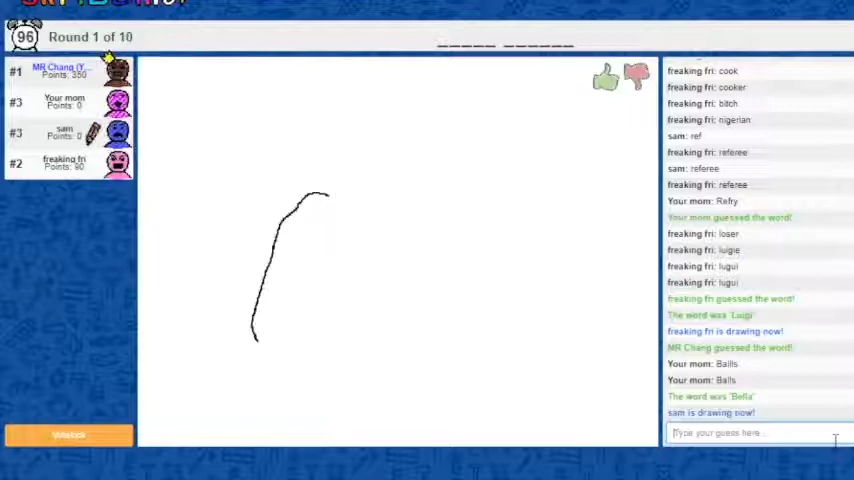 96
Round 1 of 10
_____ ______
#1
MR Chang (Y...
Points: 350
#3
Your mom
Points: 0
#3
sam
Points: 0
#2
freaking fri
Points: 90
freaking fri: cook
freaking fri: cooker
freaking fri: bitch
freaking fri: nigerian
sam: ref
freaking fri: referee
sam: referee
freaking fri: referee
Your mom: Refry
Your mom guessed the word!
freaking fri: loser
freaking fri: luigie
freaking fri: lugui
freaking fri: lugui
freaking fri guessed the word!
The word was 'Luigi'
freaking fri is drawing now!
MR Chang guessed the word!
Your mom: Ballls
Your mom: Balls
The word was 'Bella'
sam is drawing now!
Votekick
Type your guess here...